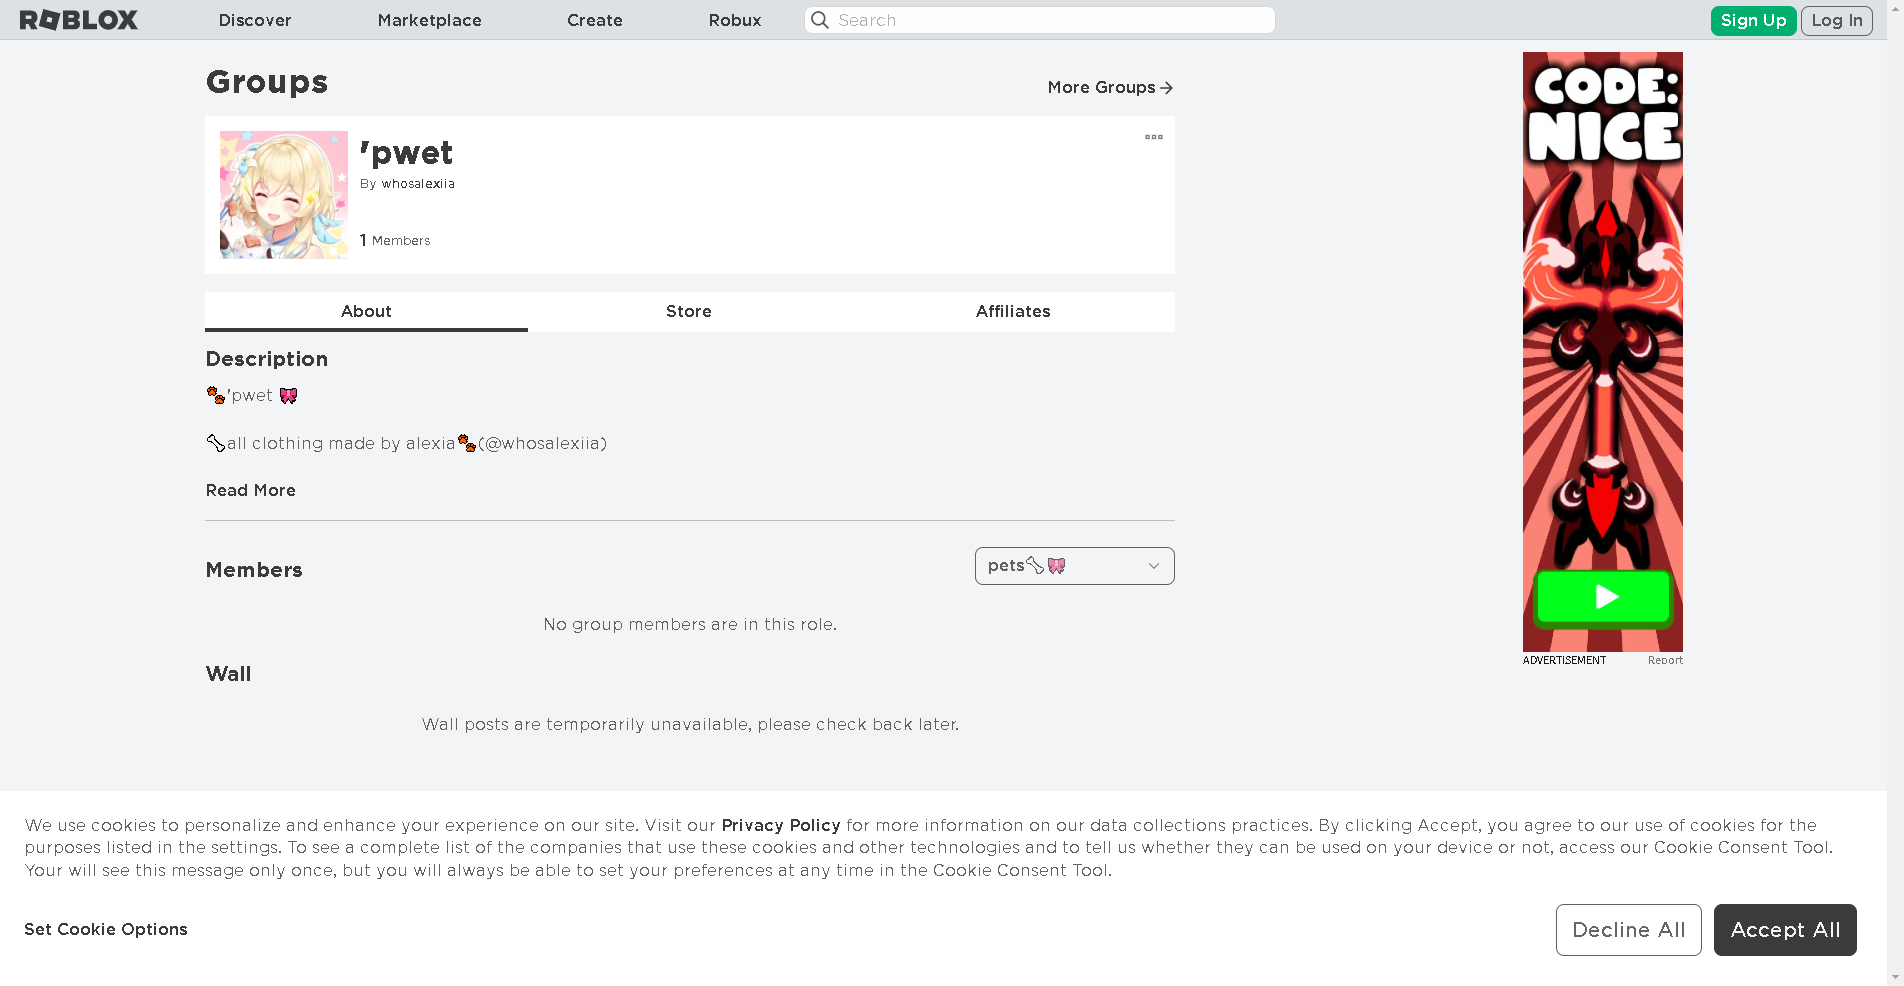 ROBLOX Discover Marketplace Create Robux Search Sign Up Log In
Groups
More Groups
'pwet
By whosalexiia
1 Members
About Store Affiliates
Description
🐾'pwet 🎀
🦴all clothing made by alexia🐾(@whosalexiia)
Read More
Members
pets🦴🎀
No group members are in this role.
Wall
Wall posts are temporarily unavailable, please check back later.
CODE:
NICE
ADVERTISEMENT Report
We use cookies to personalize and enhance your experience on our site. Visit our Privacy Policy for more information on our data collections practices. By clicking Accept, you agree to our use of cookies for the
purposes listed in the settings. To see a complete list of the companies that use these cookies and other technologies and to tell us whether they can be used on your device or not, access our Cookie Consent Tool.
Your will see this message only once, but you will always be able to set your preferences at any time in the Cookie Consent Tool.
Set Cookie Options
Decline All Accept All